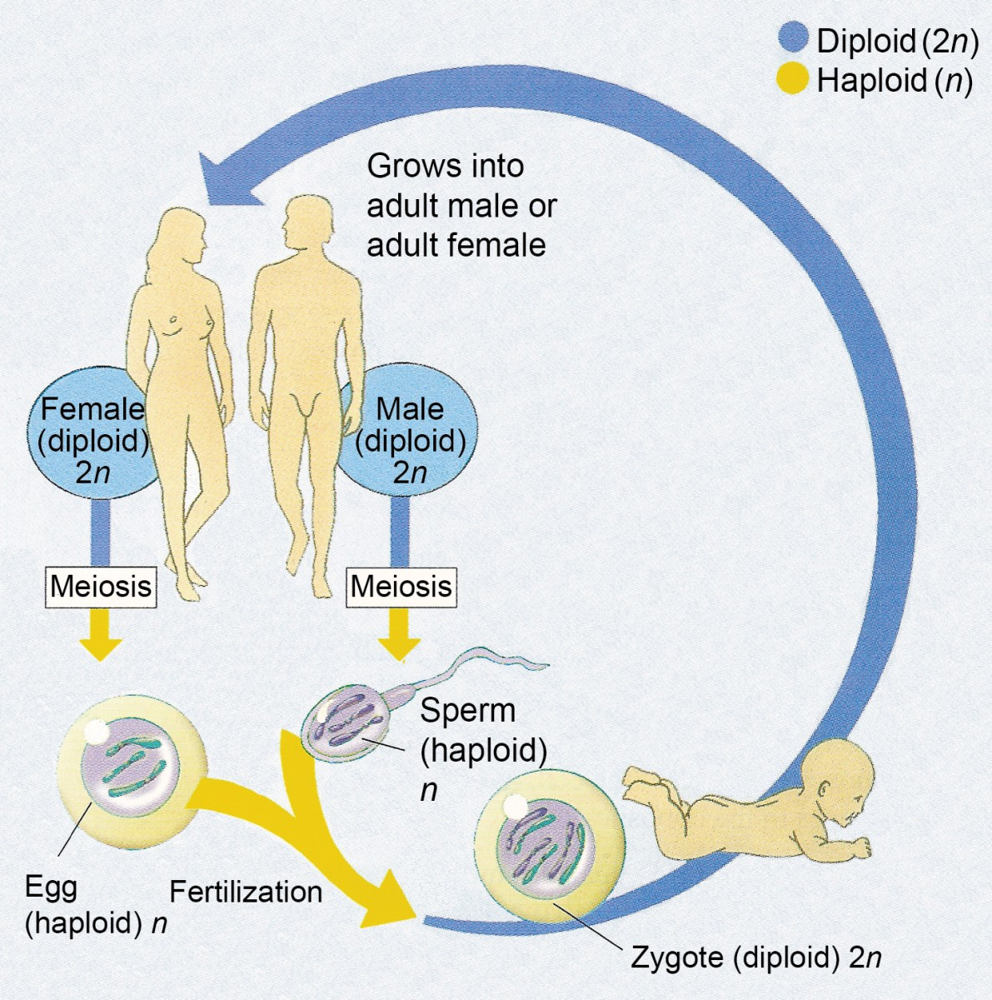 Diploid (2n)
Haploid (n)
Grows into
adult male or
adult female
Female
(diploid)
2n
Male
(diploid)
2n
Meiosis
Meiosis
Sperm
(haploid)
n
Egg
(haploid) n
Fertilization
Zygote (diploid) 2n